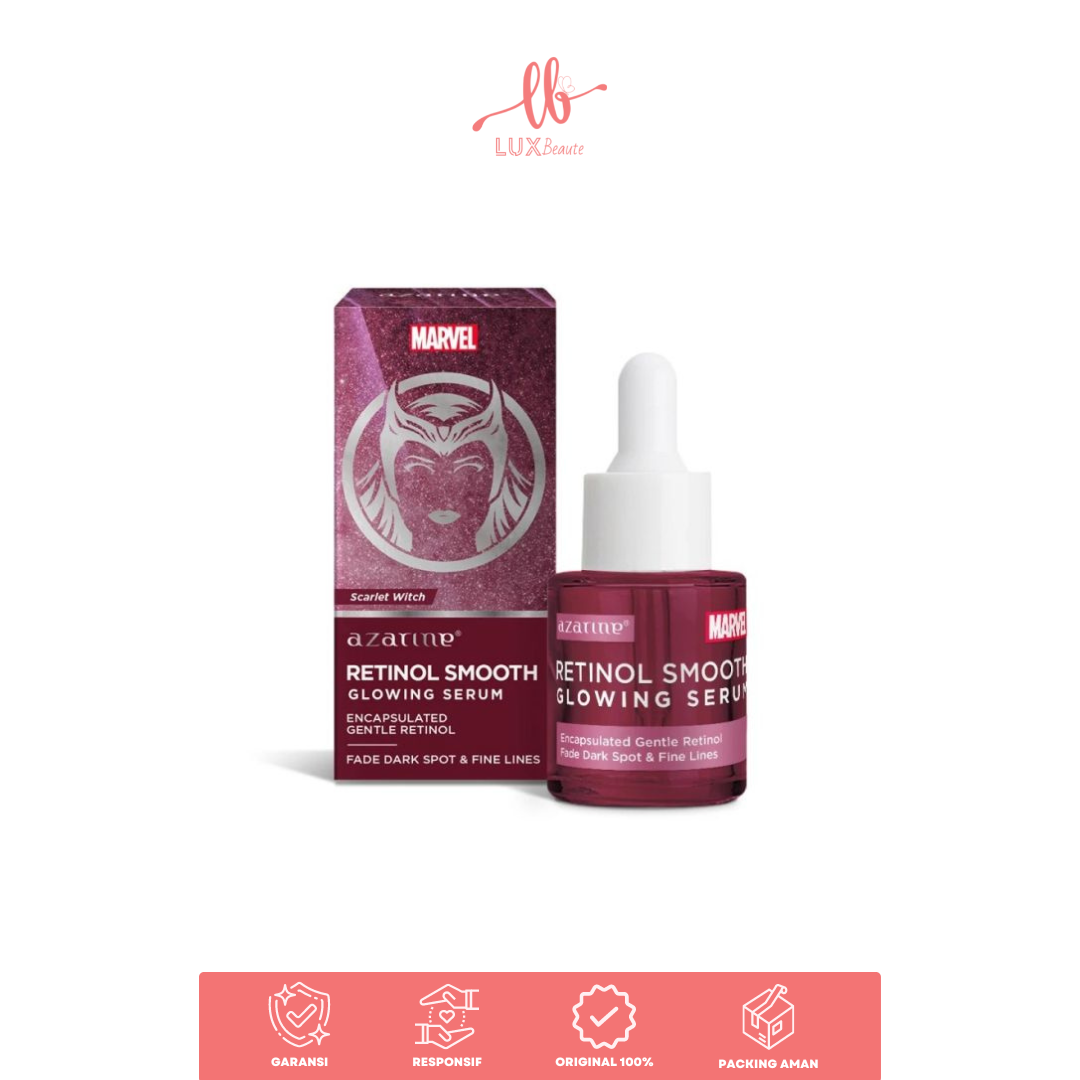 lb
LUX Beaute
azarine®
MARVEL
Scarlet Witch
azarine®
RETINOL SMOOTH
GLOWING SERUM
ENCAPSULATED
GENTLE RETINOL
FADE DARK SPOT & FINE LINES
azarine®
MARVEL
RETINOL SMOOTH
GLOWING SERUM
Encapsulated Gentle Retinol
Fade Dark Spot & Fine Lines
GARANSI
RESPONSIF
ORIGINAL 100%
PACKING AMAN